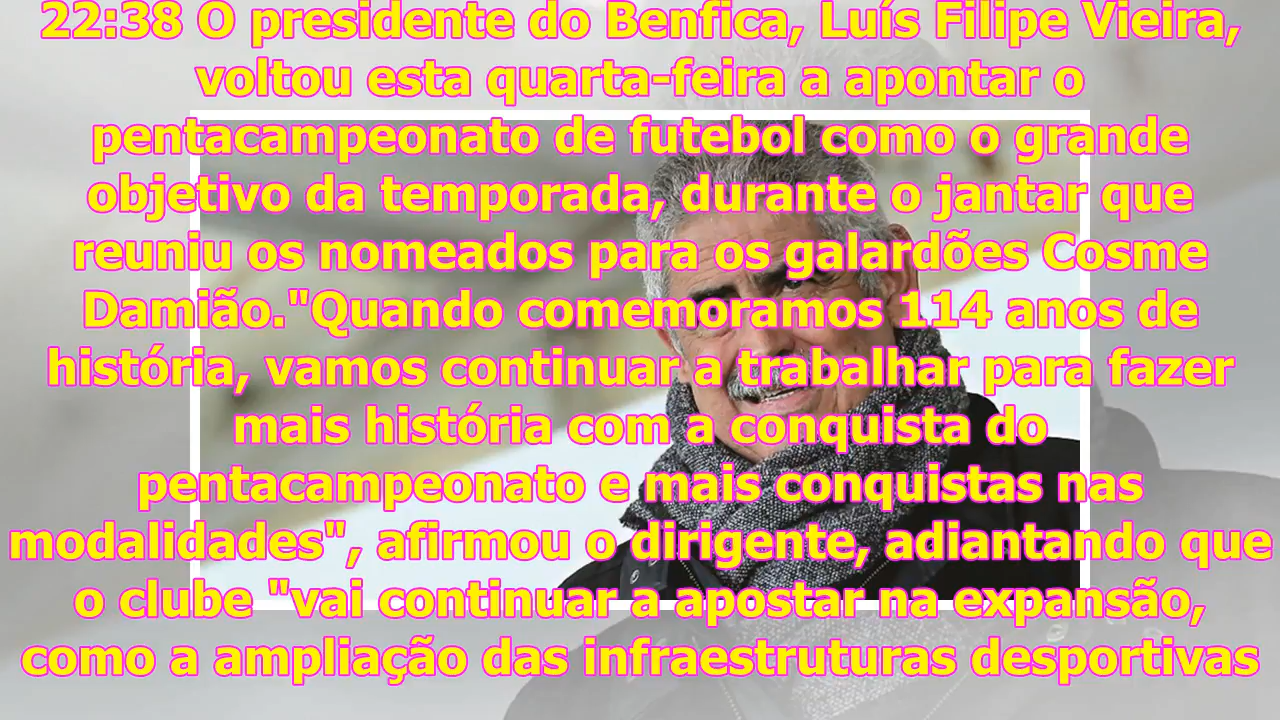 22:38 O presidente do Benfica, Luís Filipe Vieira,
voltou esta quarta-feira a apontar o
pentacampeonato de futebol como o grande
objetivo da temporada, durante o jantar que
reuniu os nomeados para os galardões Cosme
Damião."Quando comemoramos 114 anos de
história, vamos continuar a trabalhar para fazer
mais história com a conquista do
pentacampeonato e mais conquistas nas
modalidades", afirmou o dirigente, adiantando que
o clube "vai continuar a apostar na expansão,
como a ampliação das infraestruturas desportivas